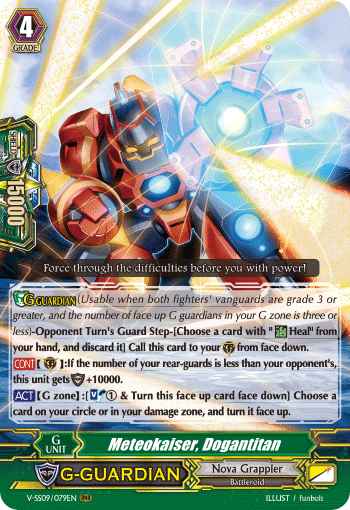 4
GRADE
15000
SHIELD
Force through the difficulties before you with power!
G GUARDIAN (Usable when both fighters' vanguards are grade 3 or
greater, and the number of face up G guardians in your G zone is three or
less)-Opponent Turn's Guard Step-[Choose a card with " Heal" from
your hand, and discard it] Call this card to your from face down.
CONT [ ]:If the number of your rear-guards is less than your opponent's,
this unit gets +10000.
ACT [G zone] :[ 1 & Turn this face up card face down] Choose a
card on your circle or in your damage zone, and turn it face up.
G
UNIT
Meteokaiser, Dogantitan
G-GUARDIAN
Nova Grappler
Battleroid
V-SS09/079EN RRR
ILLUST / funbolt